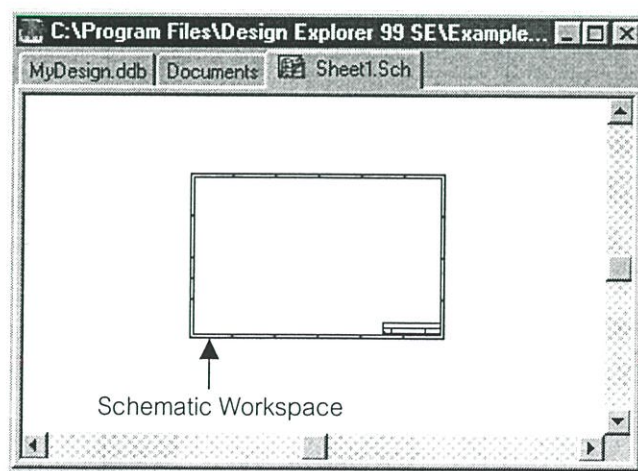 C:\Program Files\Design Explorer 99 SE\Example...
MyDesign.ddb Documents Sheet1.Sch
Schematic Workspace